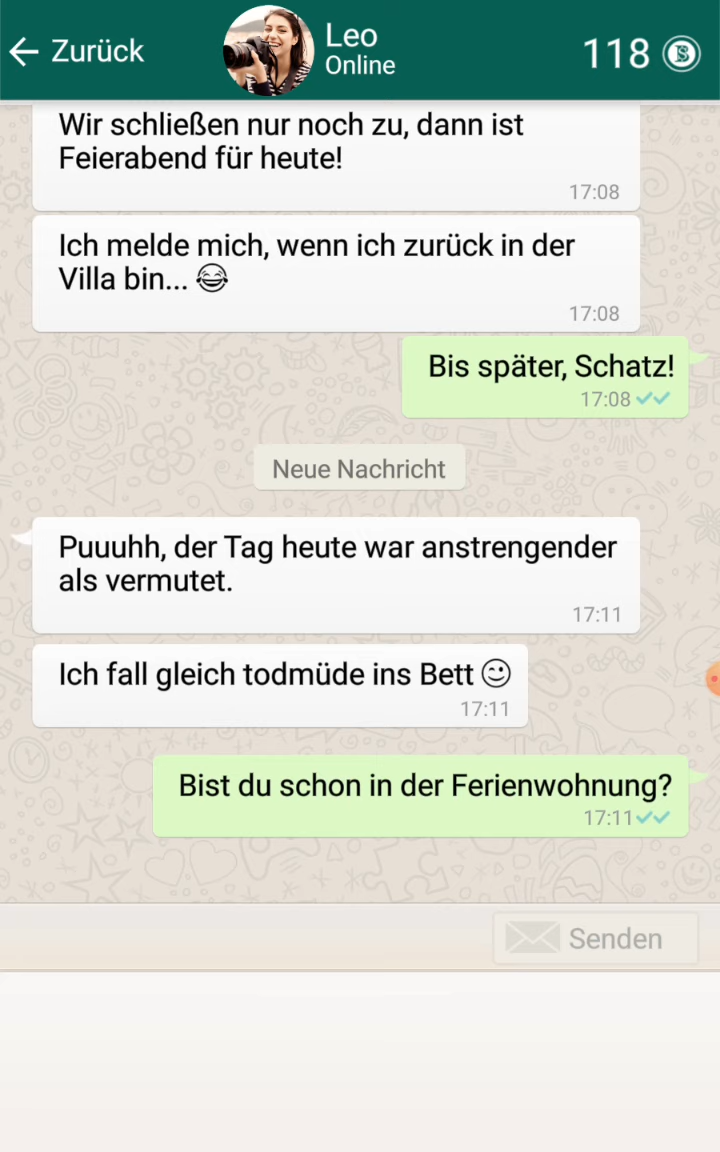 Zurück
Leo
Online
118
Wir schließen nur noch zu, dann ist
Feierabend für heute!
17:08
Ich melde mich, wenn ich zurück in der
Villa bin... 😂
17:08
Bis später, Schatz!
17:08
Neue Nachricht
Puuuhh, der Tag heute war anstrengender
als vermutet.
17:11
Ich fall gleich todmüde ins Bett 😉
17:11
Bist du schon in der Ferienwohnung?
17:11
Senden